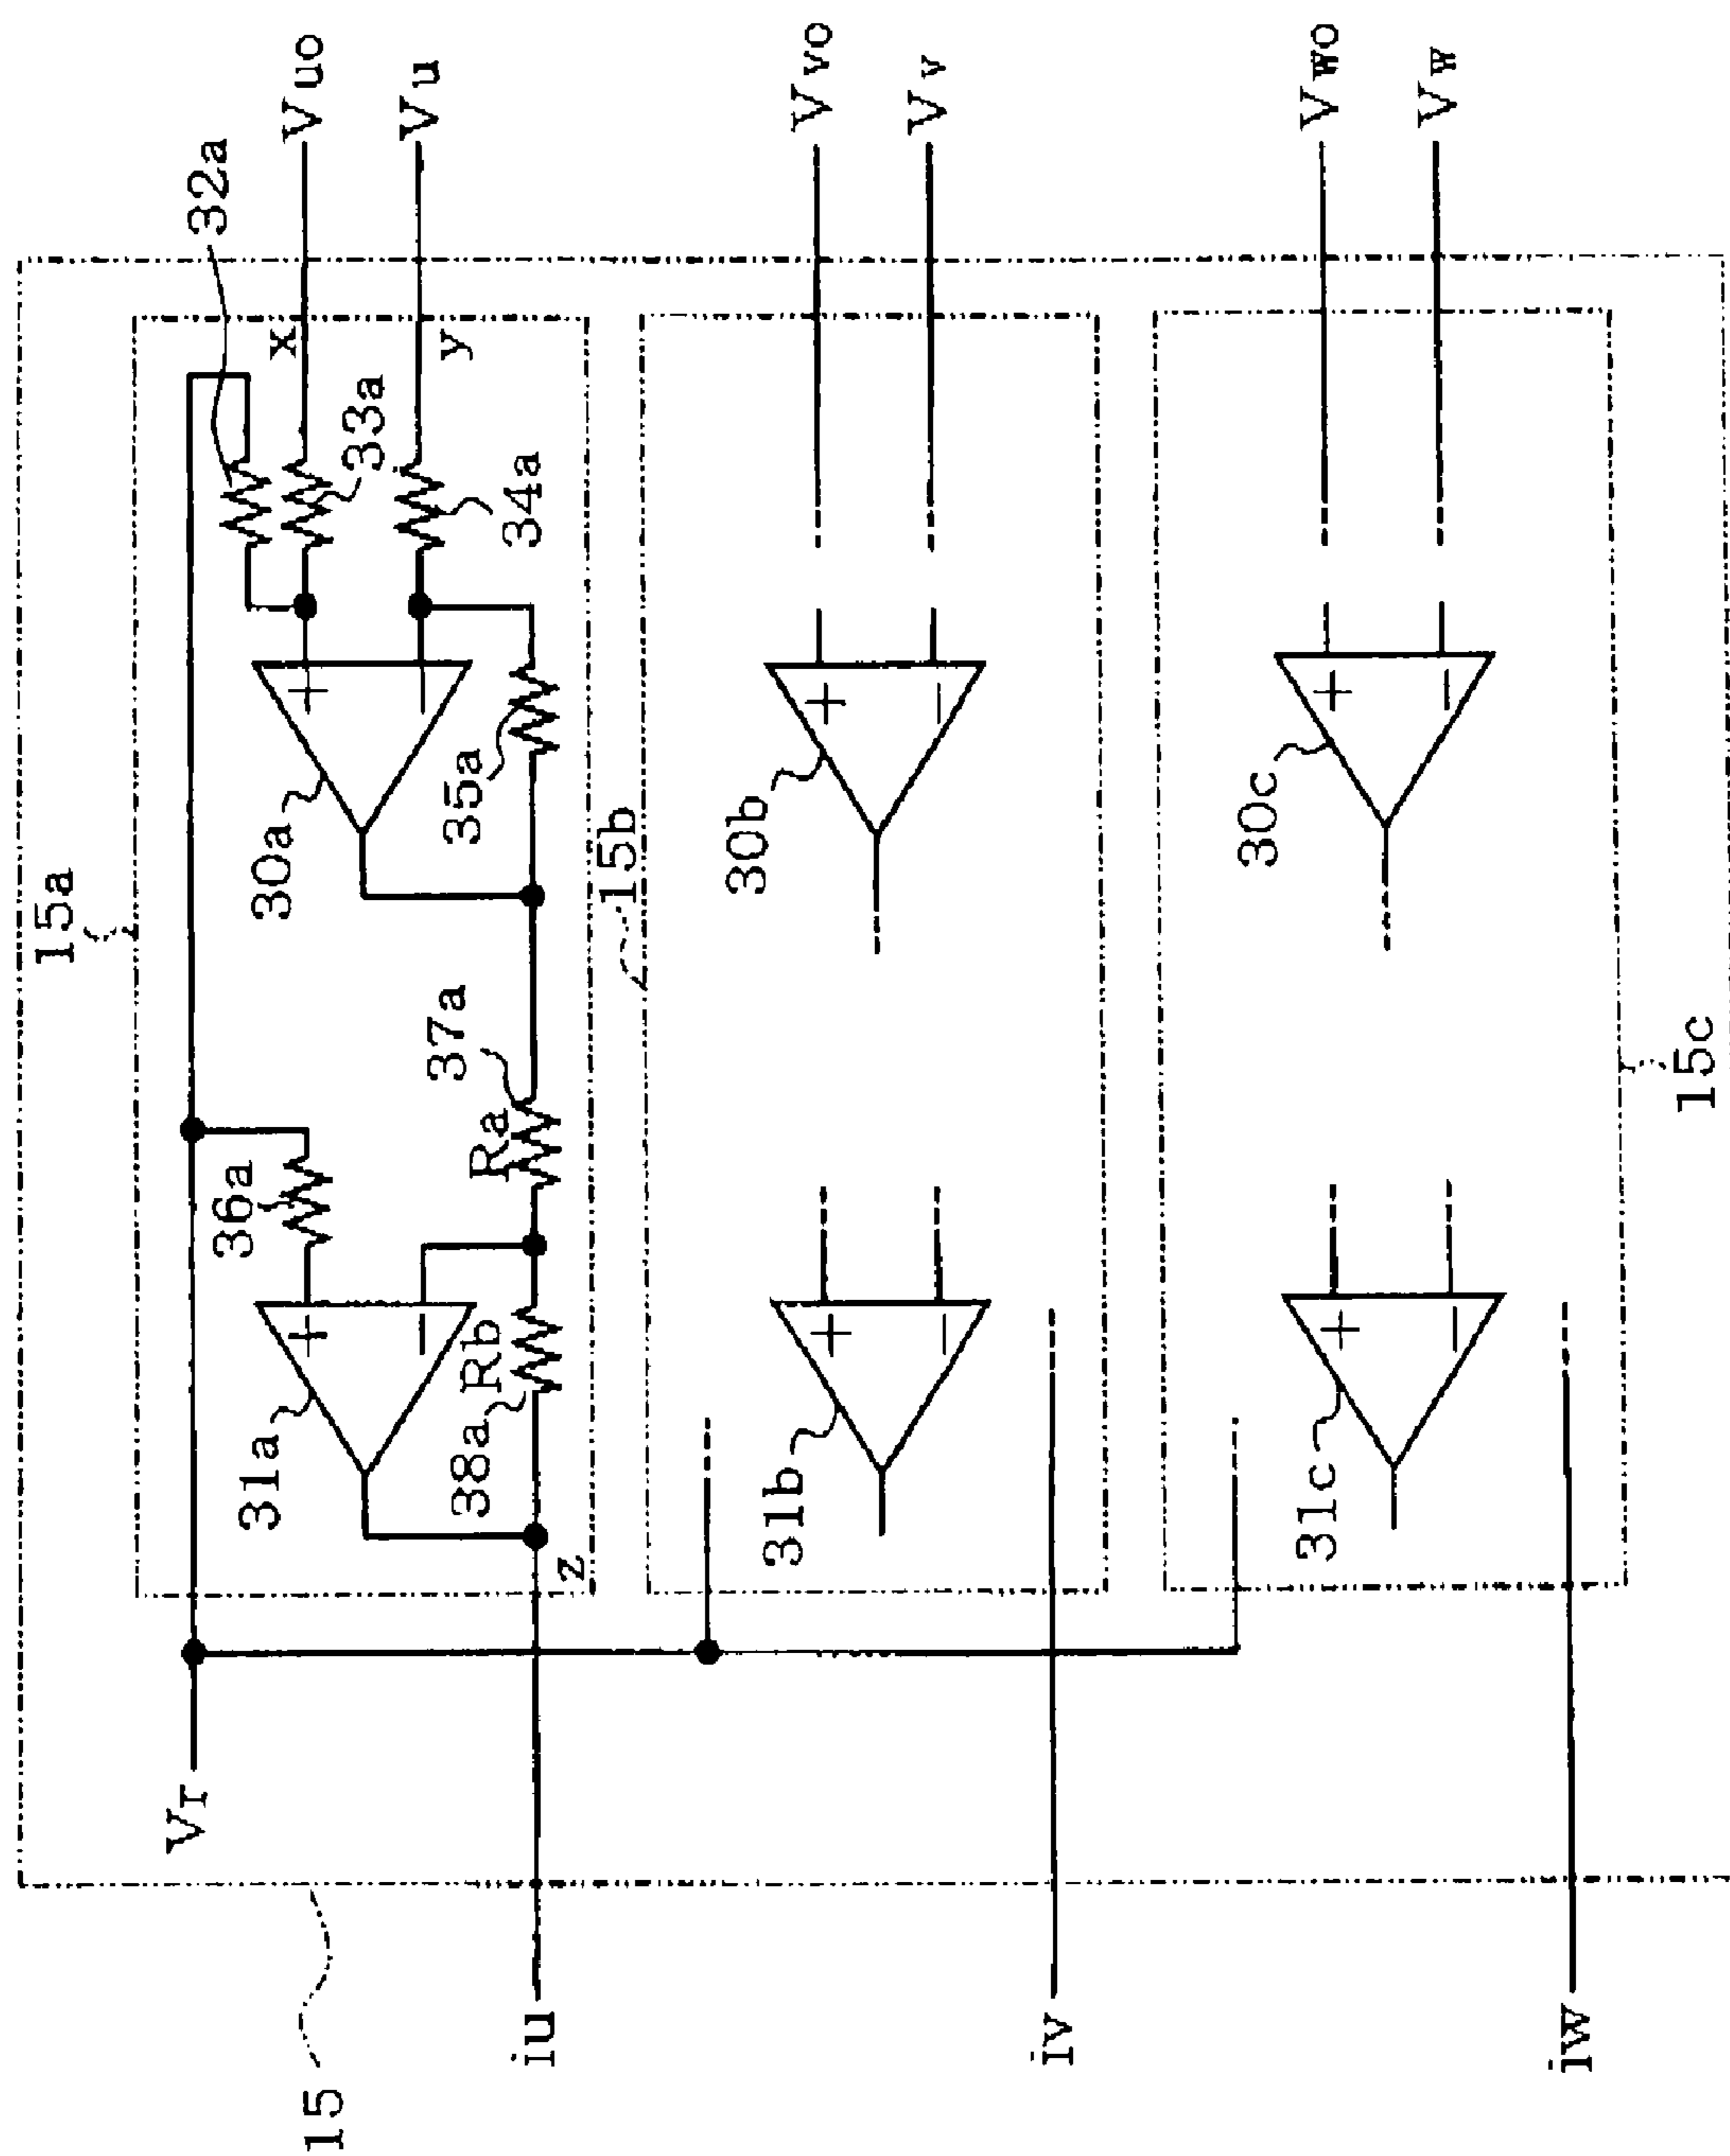 15
15a
Vr
iu
iv
iw
31a
36a
30a
32a
Vuo
Vu
x
33a
y
34a
+
−
+
−
38a
Rb
Ra
37a
35a
z
15b
31b
30b
+
−
+
−
Vvo
Vv
31c
30c
+
−
+
−
Vwo
Vw
15c